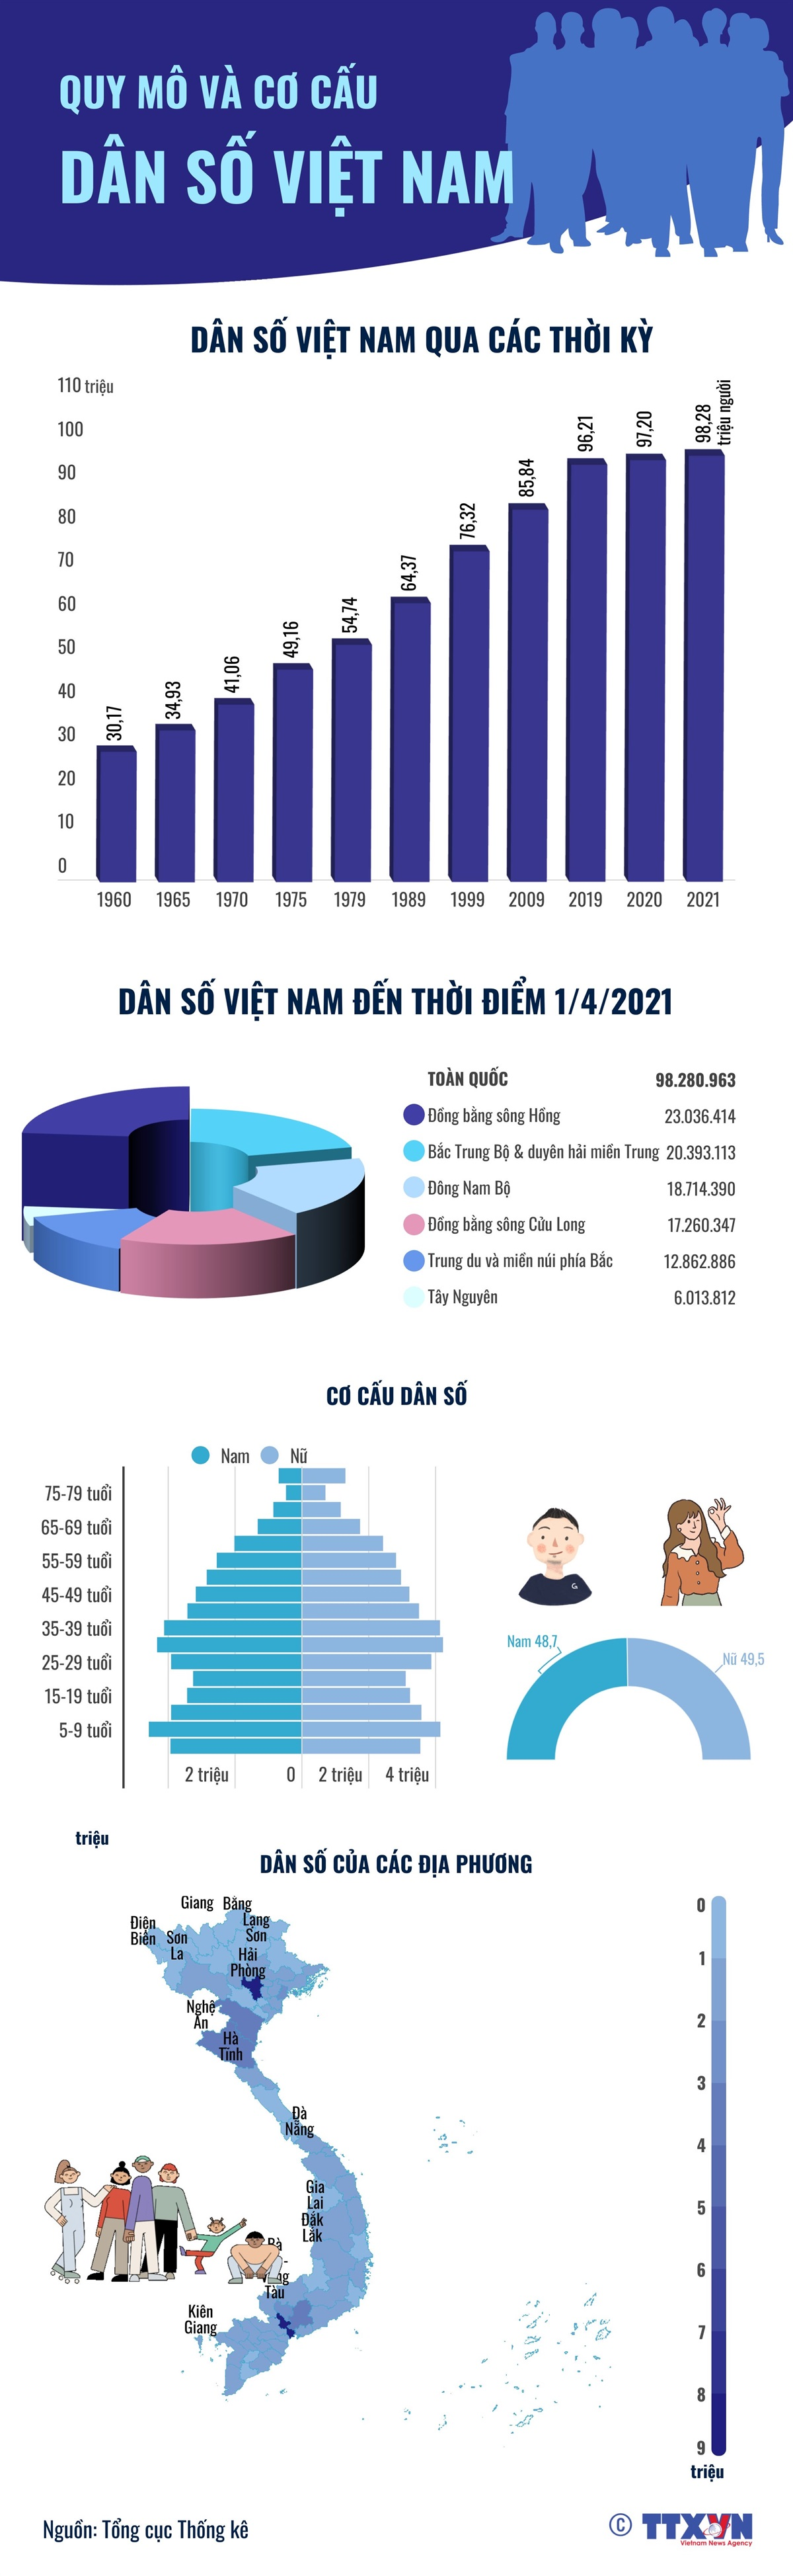 QUY MÔ VÀ CƠ CẤU
DÂN SỐ VIỆT NAM
DÂN SỐ VIỆT NAM QUA CÁC THỜI KỲ
110 triệu
100
90
80
70
60
50
40
30
20
10
0
30,17
34,93
41,06
49,16
54,74
64,37
76,32
85,84
96,21
97,20
98,28
triệu người
1960 1965 1970 1975 1979 1989 1999 2009 2019 2020 2021
DÂN SỐ VIỆT NAM ĐẾN THỜI ĐIỂM 1/4/2021
TOÀN QUỐC 98.280.963
Đồng bằng sông Hồng 23.036.414
Bắc Trung Bộ & duyên hải miền Trung 20.393.113
Đông Nam Bộ 18.714.390
Đồng bằng sông Cửu Long 17.260.347
Trung du và miền núi phía Bắc 12.862.886
Tây Nguyên 6.013.812
CƠ CẤU DÂN SỐ
Nam Nữ
75-79 tuổi
65-69 tuổi
55-59 tuổi
45-49 tuổi
35-39 tuổi
25-29 tuổi
15-19 tuổi
5-9 tuổi
2 triệu 0 2 triệu 4 triệu
Nam 48,7
Nữ 49,5
triệu
DÂN SỐ CỦA CÁC ĐỊA PHƯƠNG
Giang Bằng
Điện
Biên
Sơn
La
Lạng
Sơn
Hải
Phòng
Nghệ
An
Hà
Tĩnh
Đà
Nẵng
Gia
Lai
Đắk
Lắk
Bà
-
Tàu
Kiên
Giang
0
1
2
3
4
5
6
7
8
9
triệu
Nguồn: Tổng cục Thống kê
© TTXVN
Vietnam News Agency